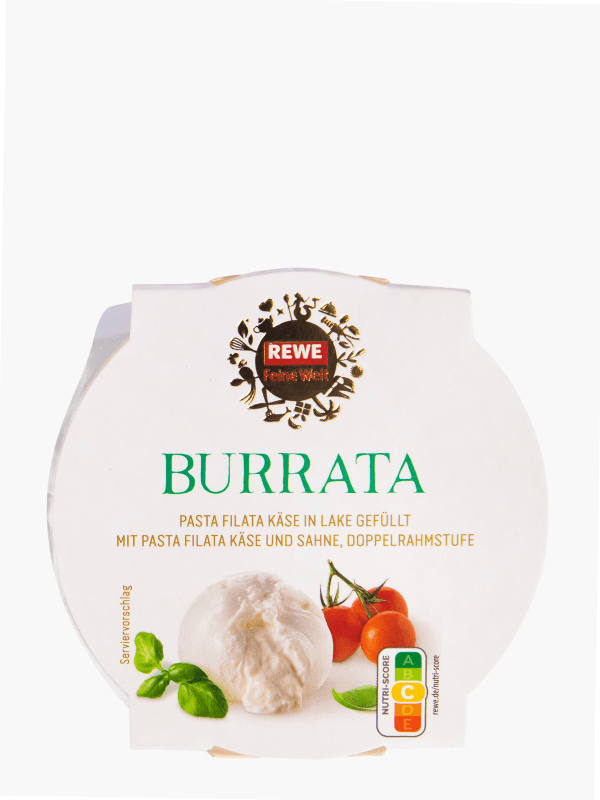 REWE
Feine Welt
BURRATA
PASTA FILATA KÄSE IN LAKE GEFÜLLT
MIT PASTA FILATA KÄSE UND SAHNE, DOPPELRAHMSTUFE
Serviervorschlag
NUTRI-SCORE
A
B
C
D
E
rewe.de/nutri-score